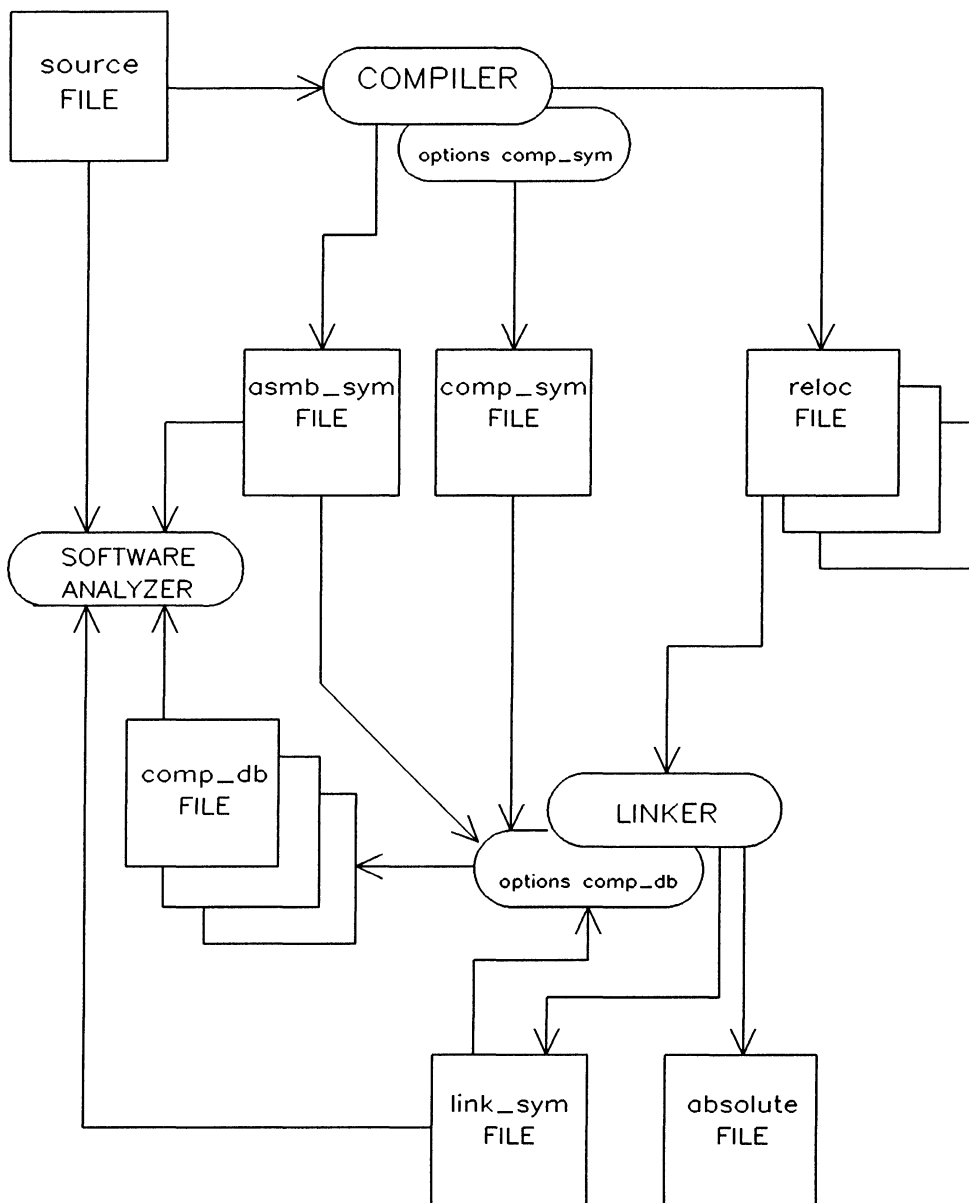 source
FILE
COMPILER
options comp_sym
asmb_sym
FILE
comp_sym
FILE
reloc
FILE
SOFTWARE
ANALYZER
comp_db
FILE
LINKER
options comp_db
link_sym
FILE
absolute
FILE